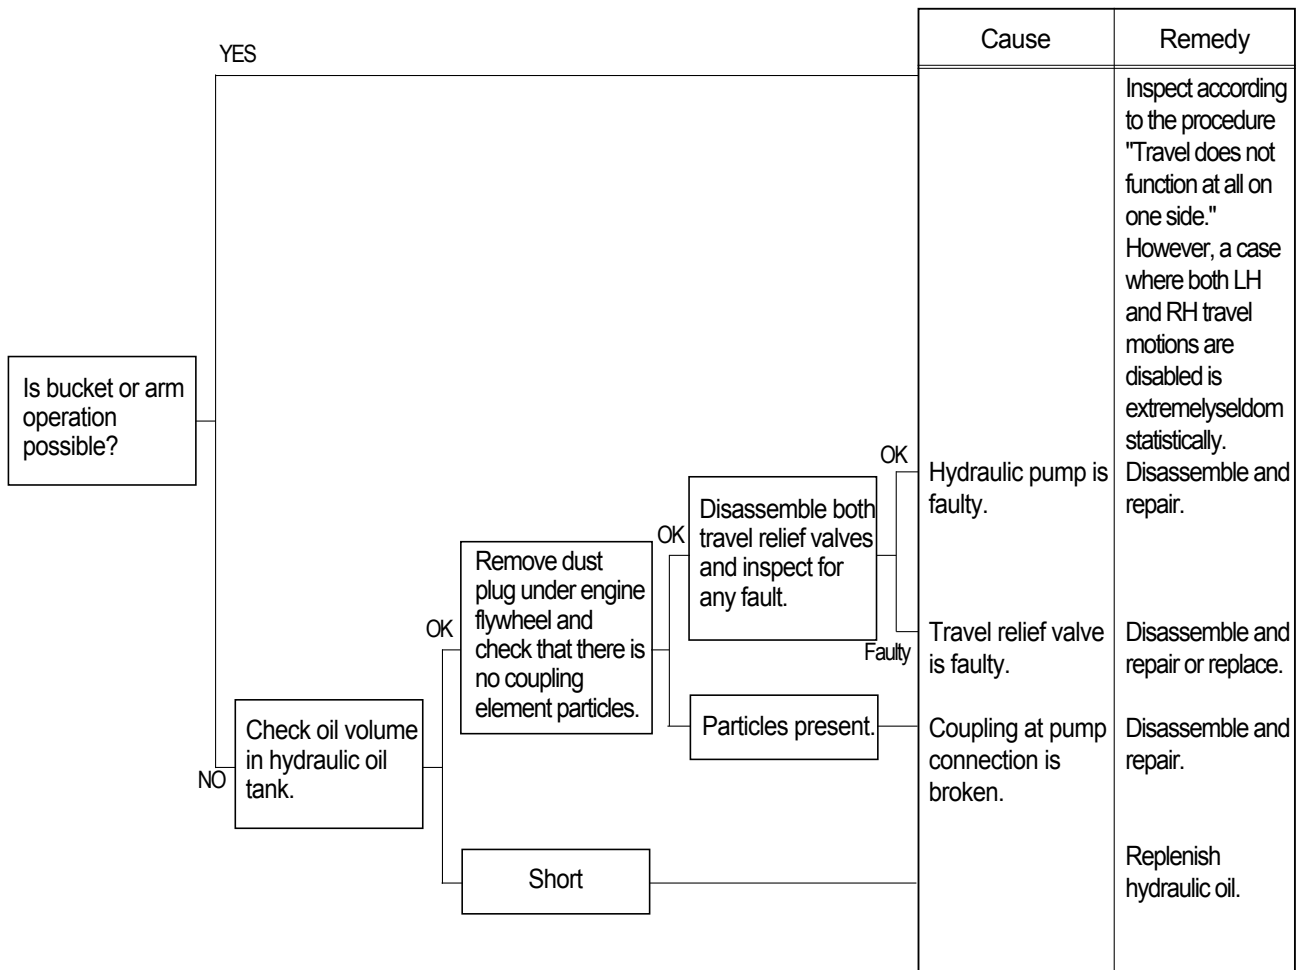 Cause
Remedy
YES
Inspect according
to the procedure
"Travel does not
function at all on
one side."
However, a case
where both LH
and RH travel
motions are
disabled is
extremelyseldom
statistically.
Is bucket or arm
operation
possible?
NO
Check oil volume
in hydraulic oil
tank.
OK
Remove dust
plug under engine
flywheel and
check that there is
no coupling
element particles.
OK
Disassemble both
travel relief valves
and inspect for
any fault.
OK
Hydraulic pump is
faulty.
Disassemble and
repair.
Faulty
Travel relief valve
is faulty.
Disassemble and
repair or replace.
Particles present.
Coupling at pump
connection is
broken.
Disassemble and
repair.
Short
Replenish
hydraulic oil.